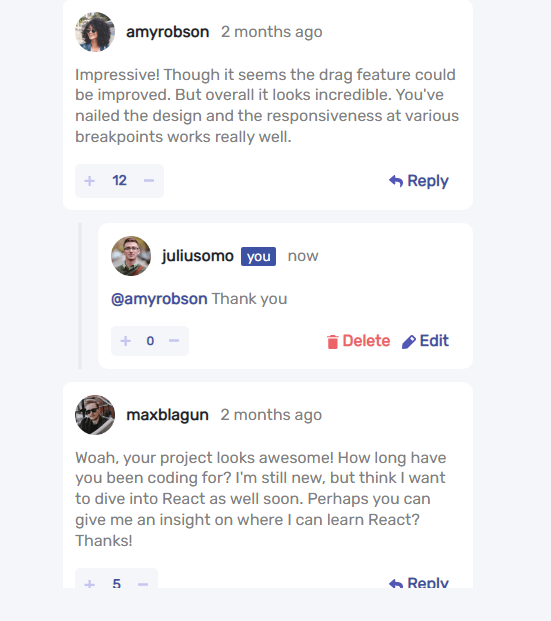 amyrobson 2 months ago
Impressive! Though it seems the drag feature could
be improved. But overall it looks incredible. You've
nailed the design and the responsiveness at various
breakpoints works really well.
+ 12 − Reply
juliusomo you now
@amyrobson Thank you
+ 0 − Delete Edit
maxblagun 2 months ago
Woah, your project looks awesome! How long have
you been coding for? I'm still new, but think I want
to dive into React as well soon. Perhaps you can
give me an insight on where I can learn React?
Thanks!
+ 5 − Reply